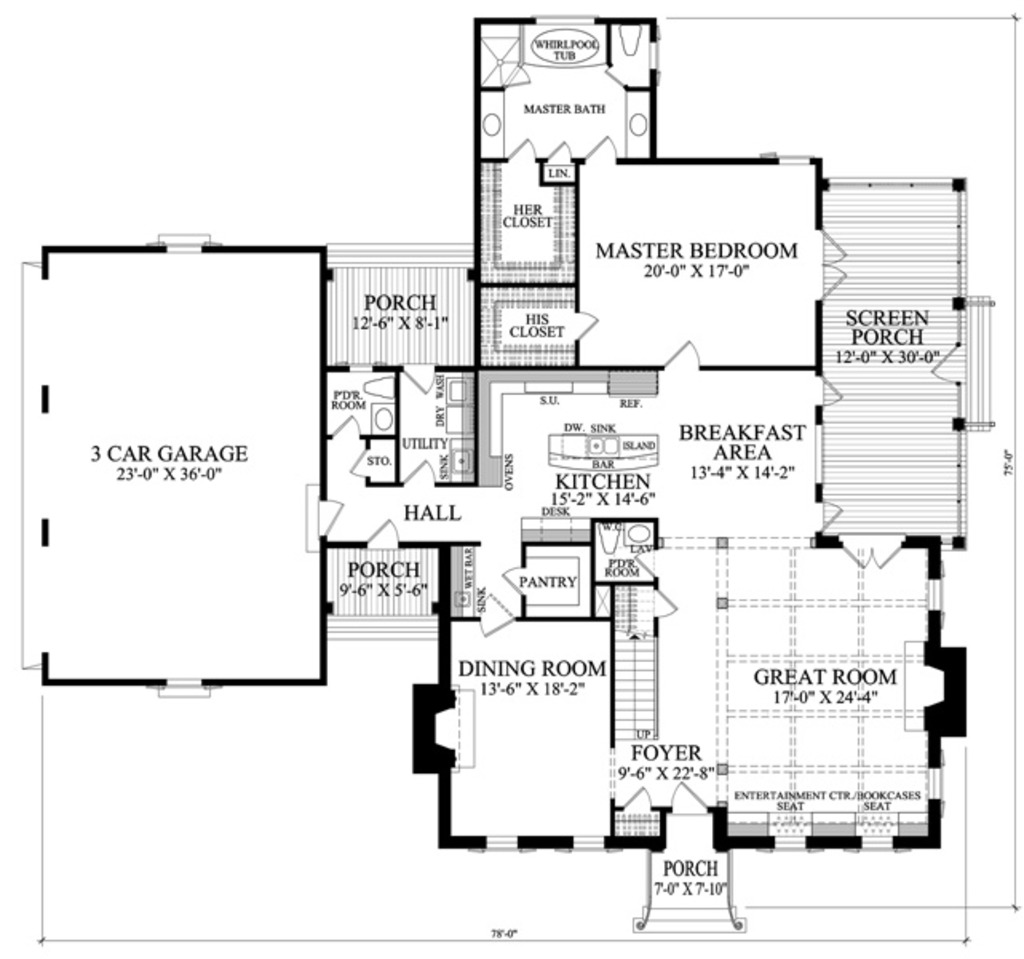 WHIRLPOOL
TUB
MASTER BATH
LIN.
HER
CLOSET
MASTER BEDROOM
20'-0" X 17'-0"
PORCH
12'-6" X 8'-1"
HIS
CLOSET
SCREEN
PORCH
12'-0" X 30'-0"
P'D'R.
ROOM
WASH
DRY
S.U.
REF.
UTILITY
STO.
SINK
OVENS
DW. SINK
ISLAND
BAR
BREAKFAST
AREA
13'-4" X 14'-2"
3 CAR GARAGE
23'-0" X 36'-0"
KITCHEN
15'-2" X 14'-6"
75'-0"
HALL
DESK
W.C.
LAV
P'D'R.
ROOM
PORCH
9'-6" X 5'-6"
WET BAR
SINK
PANTRY
DINING ROOM
13'-6" X 18'-2"
GREAT ROOM
17'-0" X 24'-4"
UP
FOYER
9'-6" X 22'-8"
ENTERTAINMENT CTR./BOOKCASES
SEAT SEAT
PORCH
7'-0" X 7'-10"
78'-0"